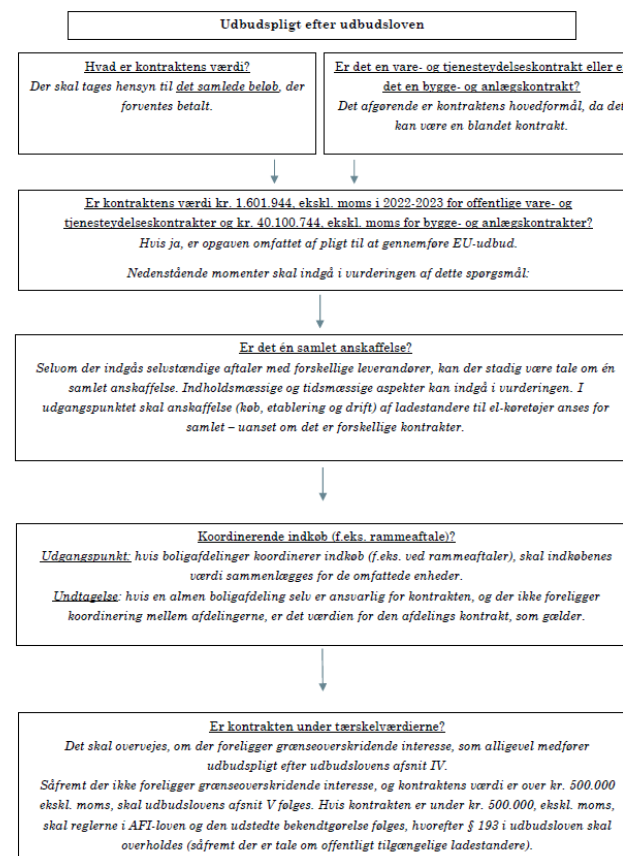 Udbudspligt efter udbudsloven
Hvad er kontraktens værdi?
Der skal tages hensyn til det samlede beløb, der
forventes betalt.
Er det en vare- og tjenesteydelseskontrakt eller er
det en bygge- og anlægskontrakt?
Det afgørende er kontraktens hovedformål, da det
kan være en blandet kontrakt.
Er kontraktens værdi kr. 1.601.944, ekskl. moms i 2022-2023 for offentlige vare- og
tjenesteydelseskontrakter og kr. 40.100.744, ekskl. moms for bygge- og anlægskontrakter?
Hvis ja, er opgaven omfattet af pligt til at gennemføre EU-udbud.
Nedenstående momenter skal indgå i vurderingen af dette spørgsmål:
Er det én samlet anskaffelse?
Selvom der indgås selvstændige aftaler med forskellige leverandører, kan der stadig være tale om én
samlet anskaffelse. Indholdsmæssige og tidsmæssige aspekter kan indgå i vurderingen. I
udgangspunktet skal anskaffelse (køb, etablering og drift) af ladestandere til el-køretøjer anses for
samlet – uanset om det er forskellige kontrakter.
Koordinerende indkøb (f.eks. rammeaftale)?
Udgangspunkt: hvis boligafdelinger koordinerer indkøb (f.eks. ved rammeaftaler), skal indkøbenes
værdi sammenlægges for de omfattede enheder.
Undtagelse: hvis en almen boligafdeling selv er ansvarlig for kontrakten, og der ikke foreligger
koordinering mellem afdelingerne, er det værdien for den afdelings kontrakt, som gælder.
Er kontrakten under tærskelværdierne?
Det skal overvejes, om der foreligger grænseoverskridende interesse, som alligevel medfører
udbudspligt efter udbudslovens afsnit IV.
Såfremt der ikke foreligger grænseoverskridende interesse, og kontraktens værdi er over kr. 500.000
ekskl. moms, skal udbudslovens afsnit V følges. Hvis kontrakten er under kr. 500.000, ekskl. moms,
skal reglerne i AFI-loven og den udstedte bekendtgørelse følges, hvorefter § 193 i udbudsloven skal
overholdes (såfremt der er tale om offentligt tilgængelige ladestandere).